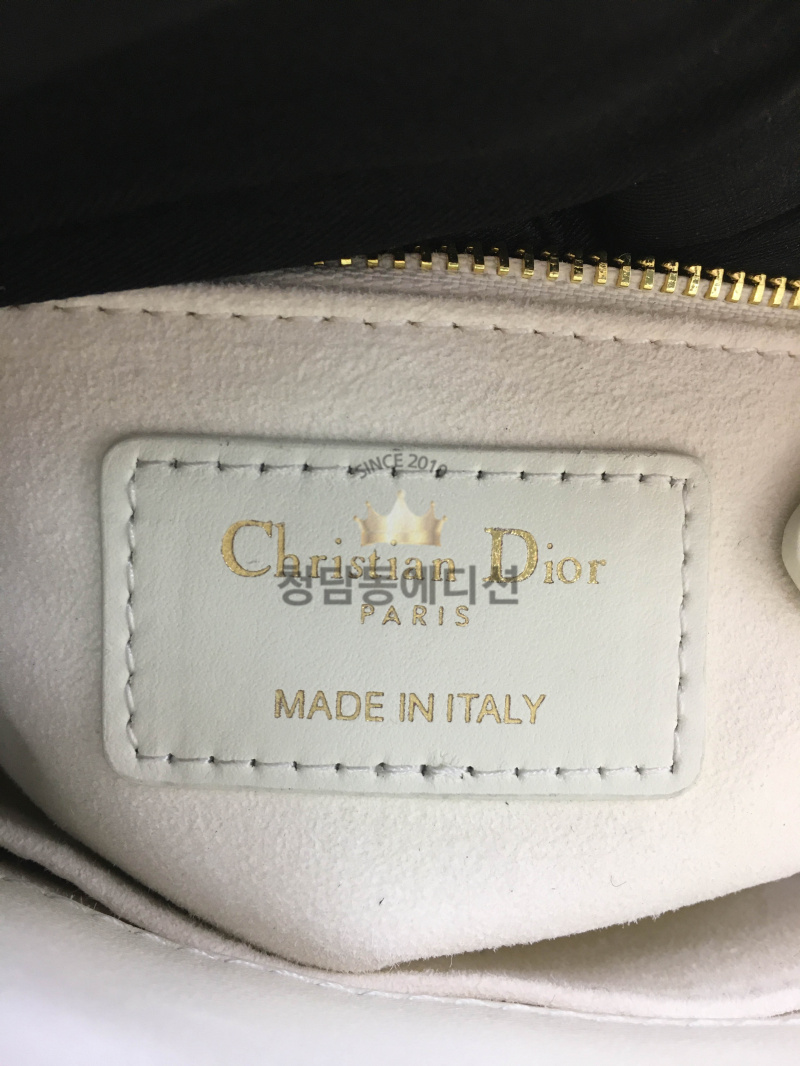 SINCE 2010
Christian Dior
청담동에디션
PARIS
MADE IN ITALY